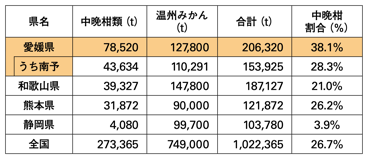 県名 中晩柑類（t） 温州みかん（t） 合計（t） 中晩柑割合（%）
愛媛県 78,520 127,800 206,320 38.1%
うち南予 43,634 110,291 153,925 28.3%
和歌山県 39,327 147,800 187,127 21.0%
熊本県 31,872 90,000 121,872 26.2%
静岡県 4,080 99,700 103,780 3.9%
全国 273,365 749,000 1,022,365 26.7%